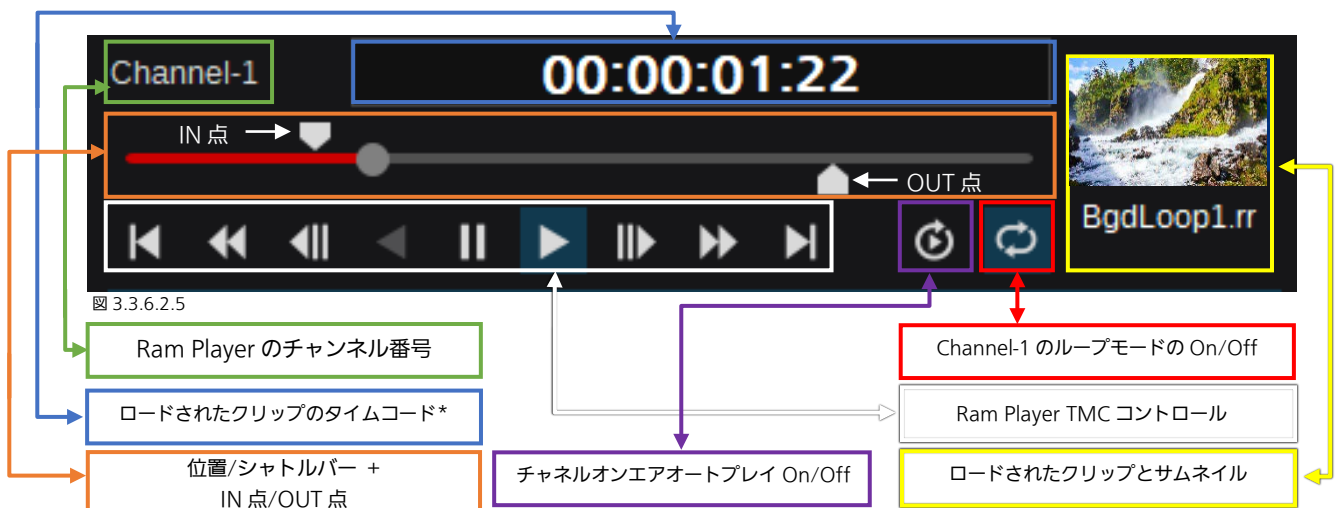 Channel-1
00:00:01:22
IN 点
OUT 点
BgdLoop1.rr
図 3.3.6.2.5
Ram Player のチャンネル番号
Channel-1 のループモードの On/Off
ロードされたクリップのタイムコード*
Ram Player TMC コントロール
位置/シャトルバー +
IN 点/OUT 点
チャネルオンエアオートプレイ On/Off
ロードされたクリップとサムネイル